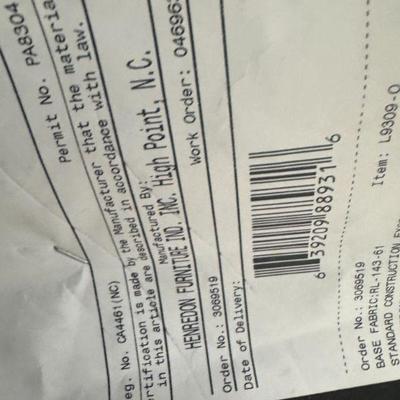 Permit No. PA8304
eg. No. CA4461(NC)
ertification is made by the Manufacturer that the materia
in this article are described in accordance with law.
Manufactured By:
HENREDON FURNITURE IND. INC. High Point, N.C.
Order No.: 3069519
Work Order: 04696
Date of Delivery:
6 39209 88931 6
Order No.: 3069519
BASE FABRIC:RL-143-61
Item: L9309-0
STANDARD CONSTRUCTION